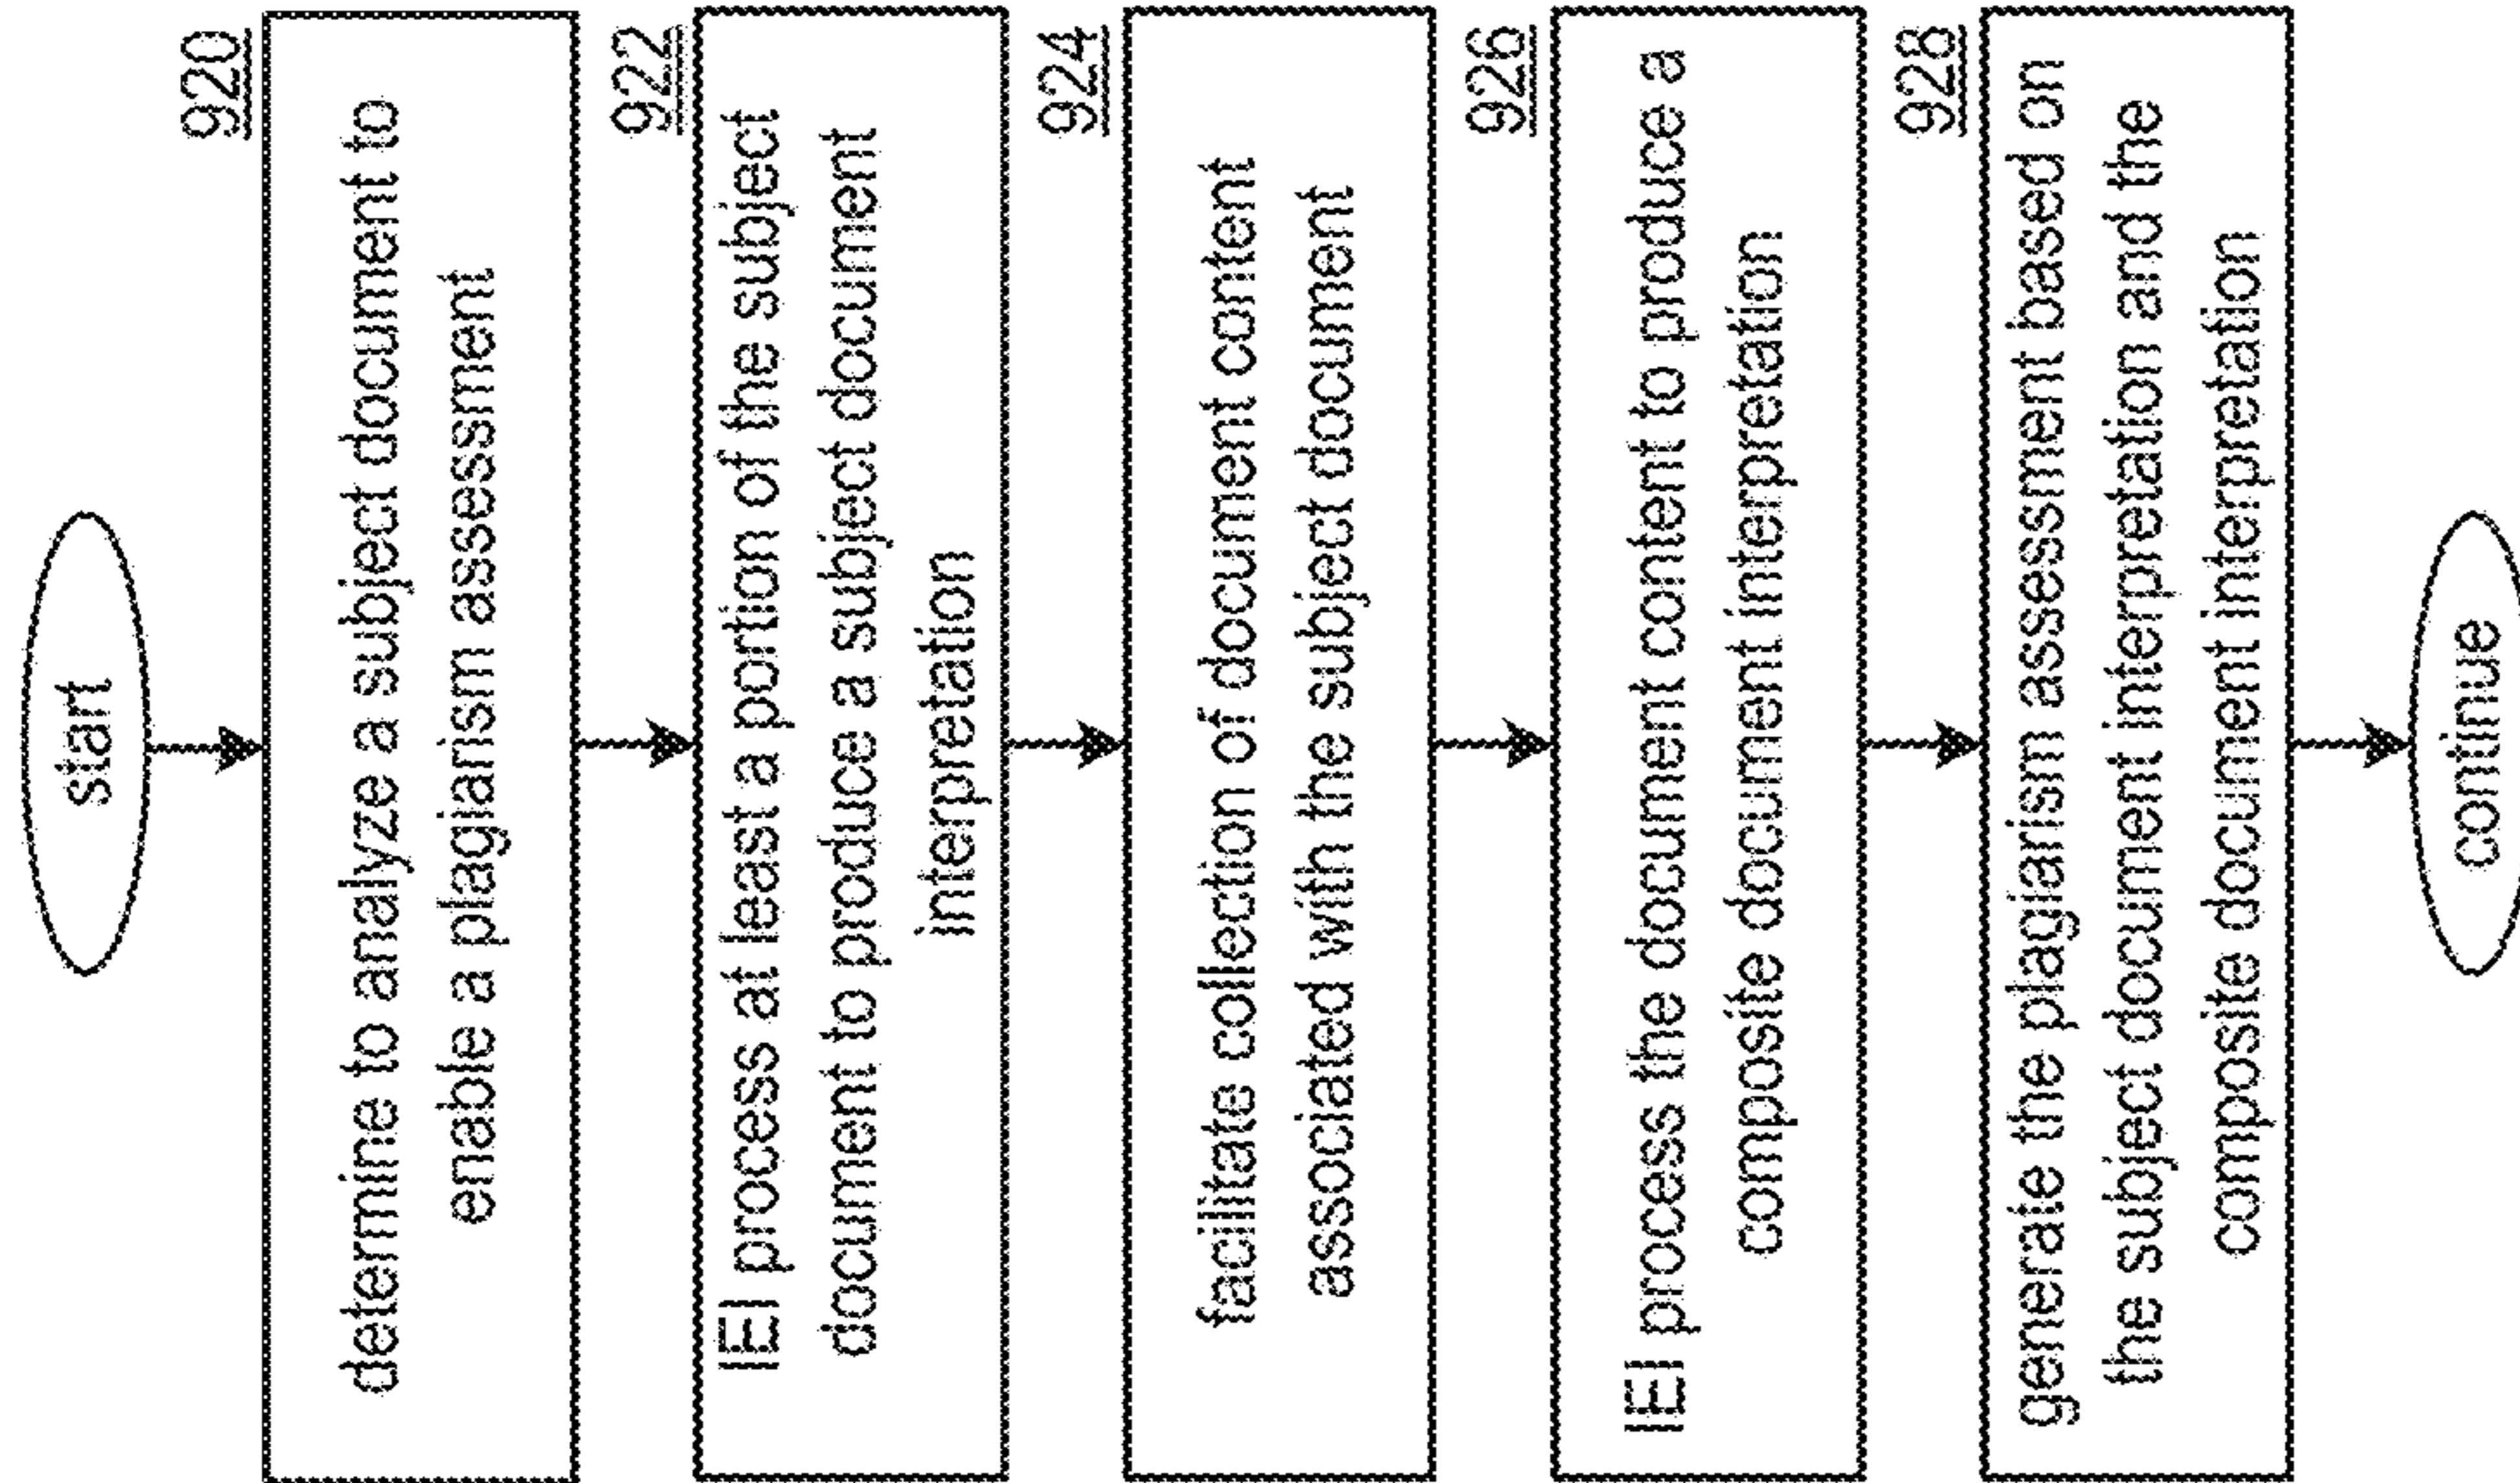 start
920
determine to analyze a subject document to
enable a plagiarism assessment
922
IEI process at least a portion of the subject
document to produce a subject document
interpretation
924
facilitate collection of document content
associated with the subject document
926
IEI process the document content to produce a
composite document interpretation
928
generate the plagiarism assessment based on
the subject document interpretation and the
composite document interpretation
continue